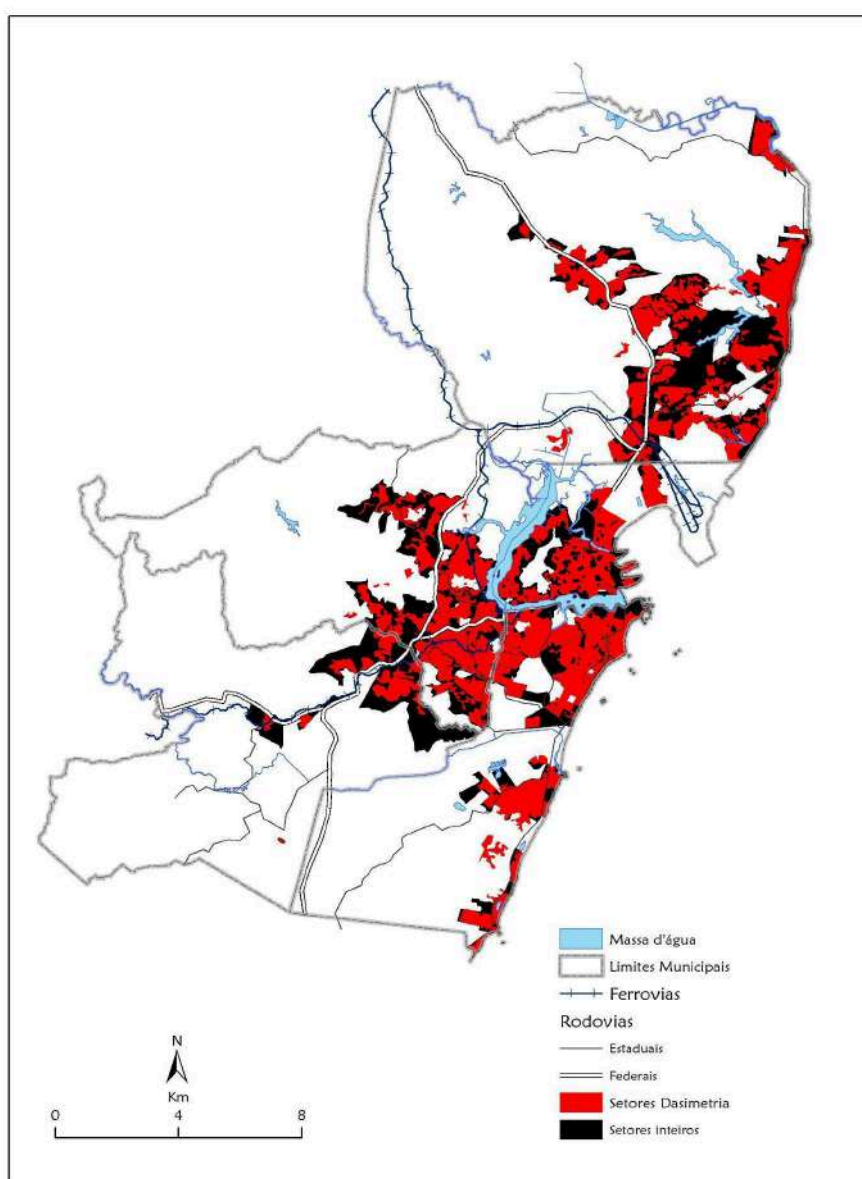 Massa d'água
Limites Municipais
Ferrovias
Rodovias
Estaduais
Federais
Setores Dasimetria
Setores inteiros
N
Km
0 4 8